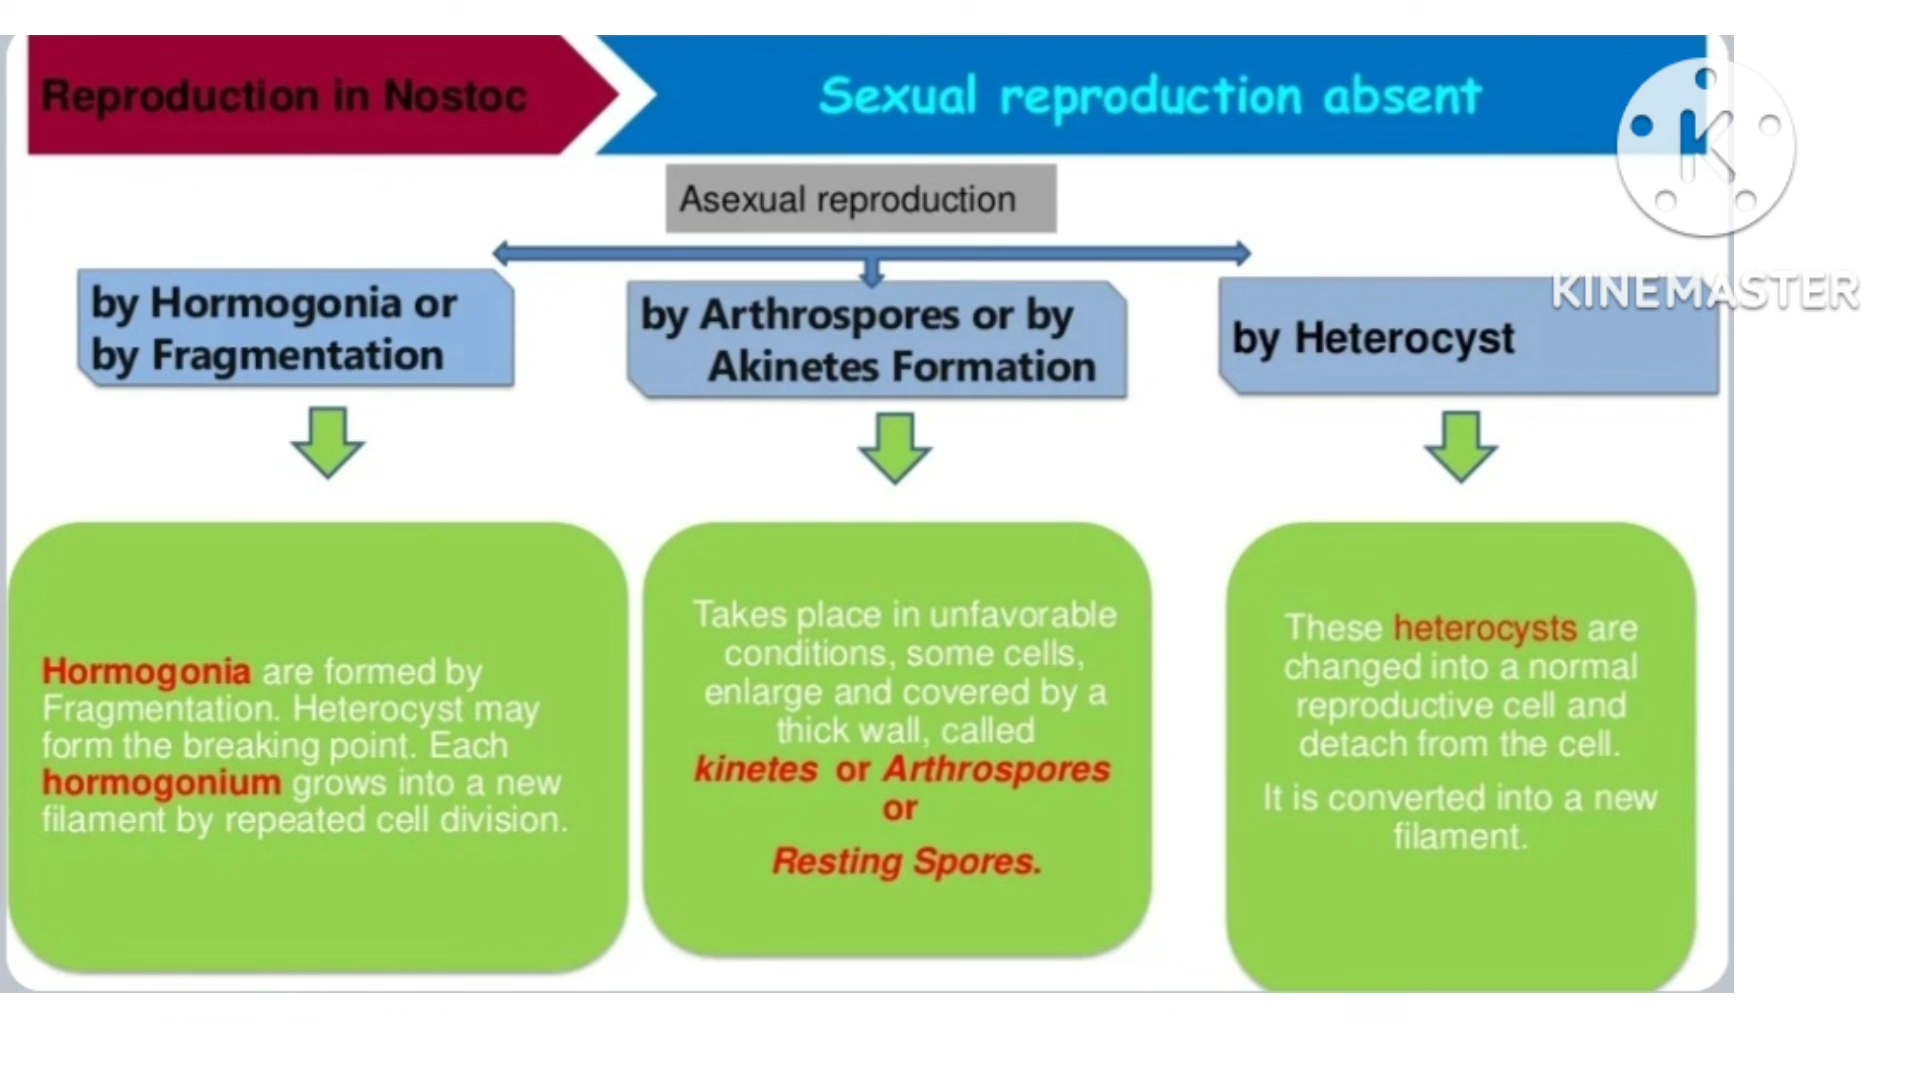 Reproduction in Nostoc
Sexual reproduction absent
Asexual reproduction
by Hormogonia or
by Fragmentation
by Arthrospores or by
Akinetes Formation
by Heterocyst
KINEMASTER
Hormogonia are formed by
Fragmentation. Heterocyst may
form the breaking point. Each
hormogonium grows into a new
filament by repeated cell division.
Takes place in unfavorable
conditions, some cells,
enlarge and covered by a
thick wall, called
kinetes or Arthrospores
or
Resting Spores.
These heterocysts are
changed into a normal
reproductive cell and
detach from the cell.
It is converted into a new
filament.